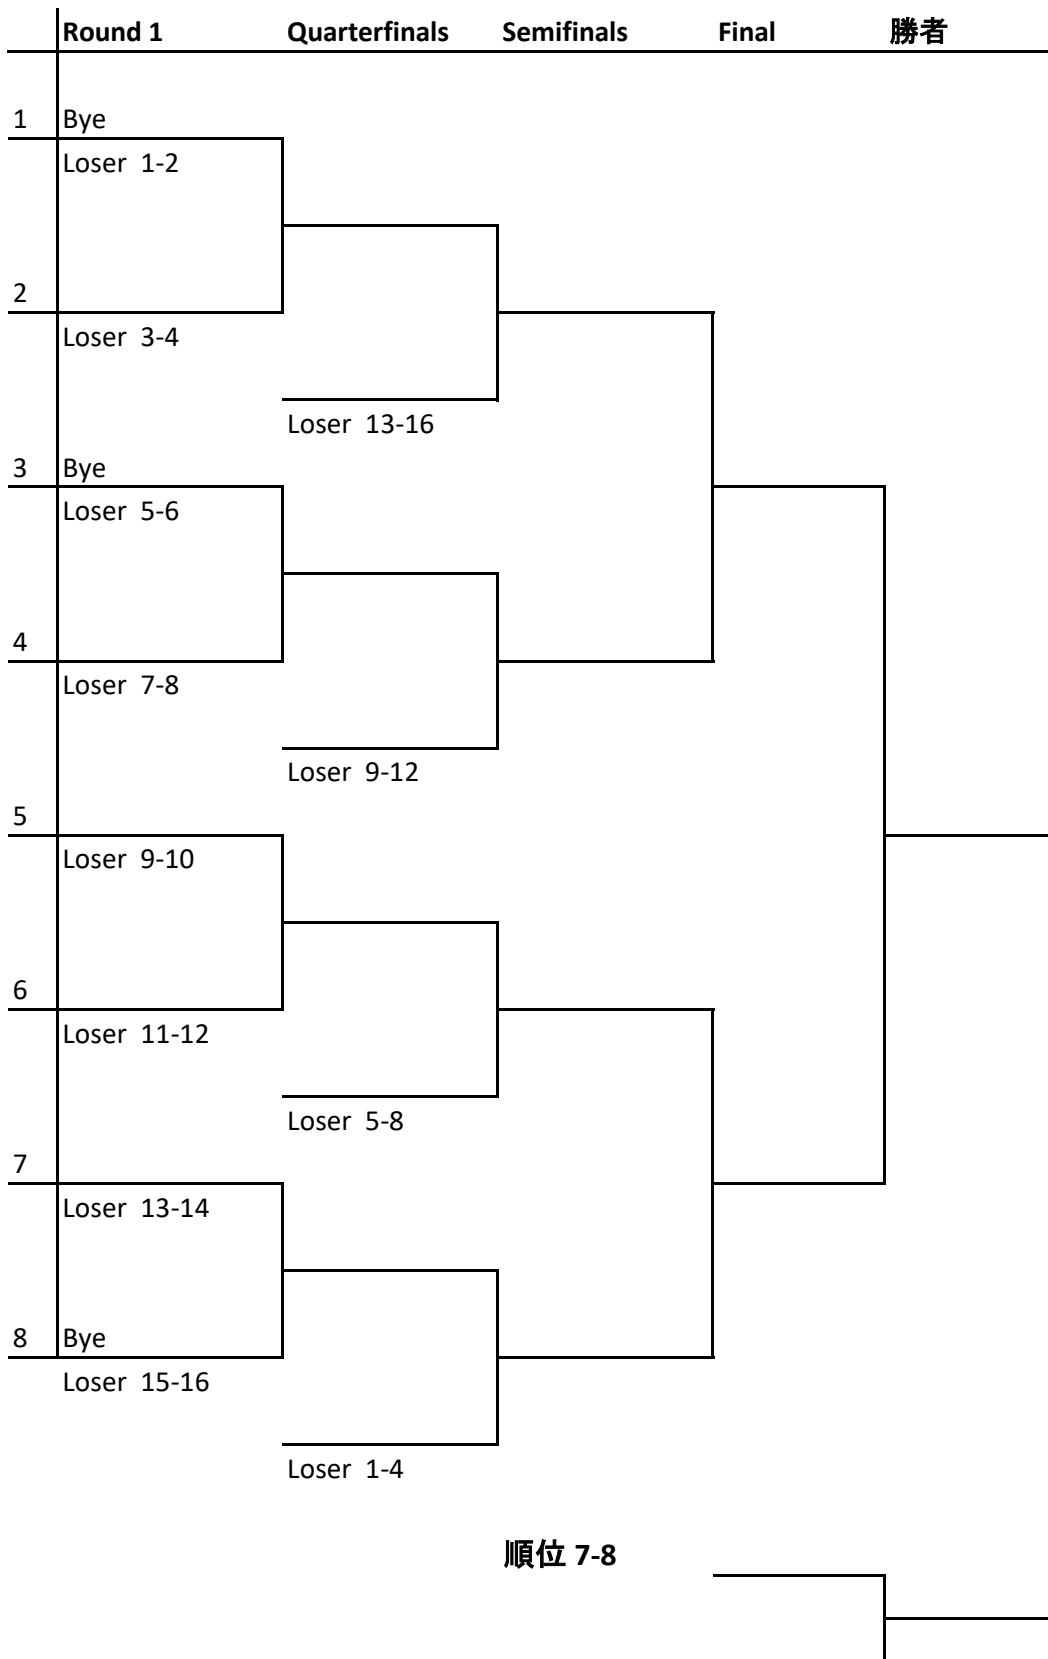 Round 1 Quarterfinals Semifinals Final 勝者
1 Bye
Loser 1-2
2
Loser 3-4
Loser 13-16
3 Bye
Loser 5-6
4
Loser 7-8
Loser 9-12
5
Loser 9-10
6
Loser 11-12
Loser 5-8
7
Loser 13-14
8 Bye
Loser 15-16
Loser 1-4
順位 7-8